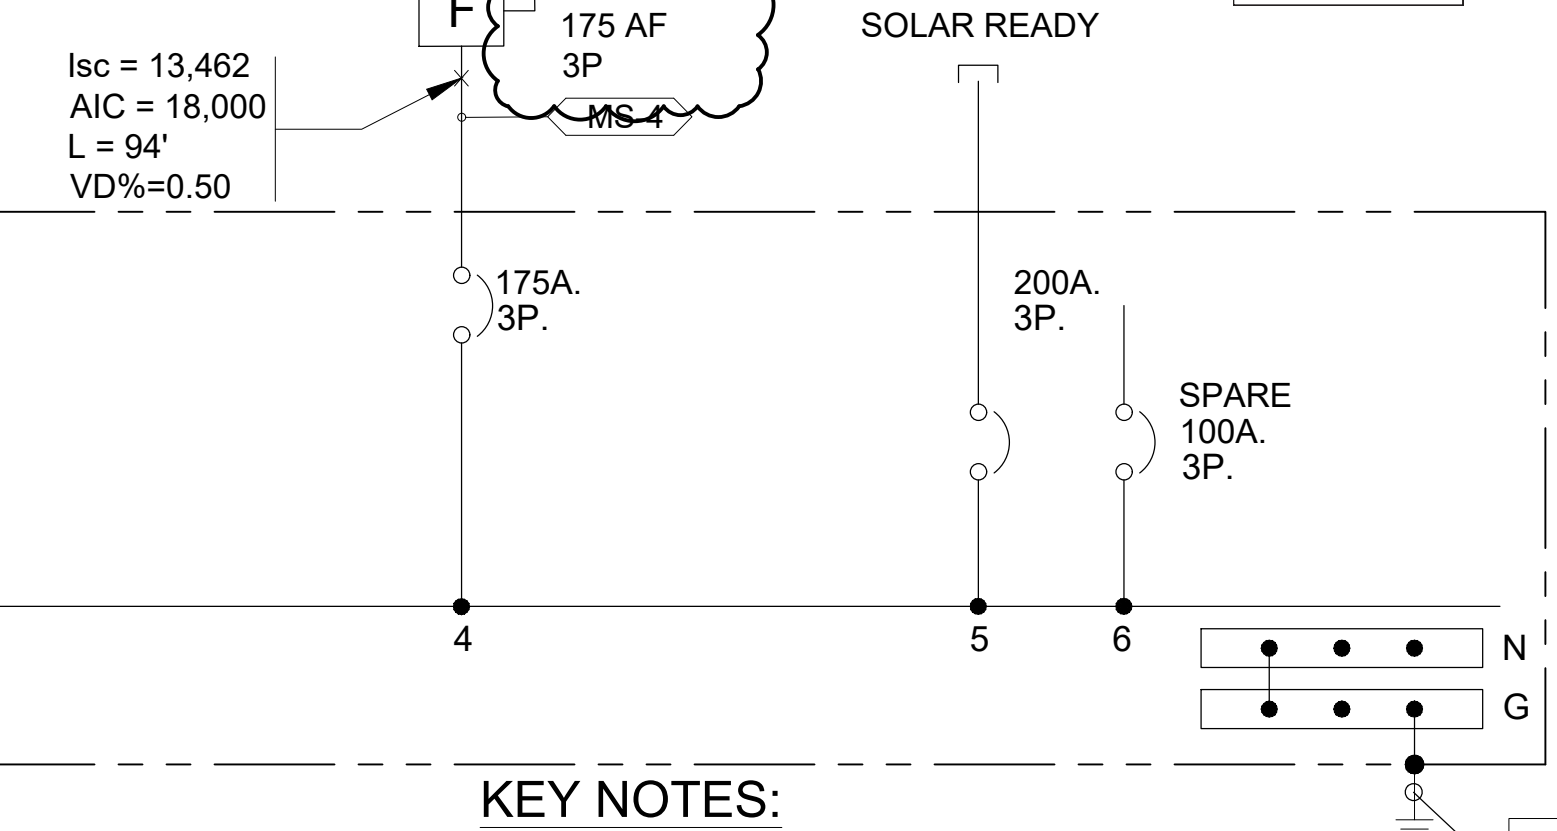 F
175 AF
3P
SOLAR READY
Isc = 13,462
AIC = 18,000
L = 94'
VD%=0.50
MS-4
175A.
3P.
200A.
3P.
SPARE
100A.
3P.
4
5
6
N
G
KEY NOTES: